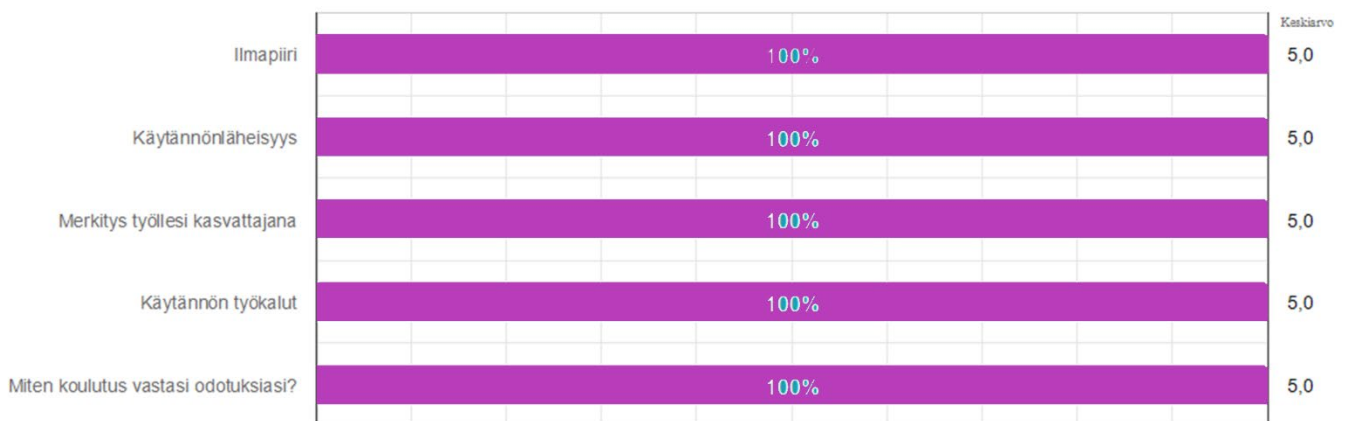 Keskiarvo
Ilmapiiri 100% 5,0
Käytännönläheisyys 100% 5,0
Merkitys työllesi kasvattajana 100% 5,0
Käytännön työkalut 100% 5,0
Miten koulutus vastasi odotuksiasi? 100% 5,0